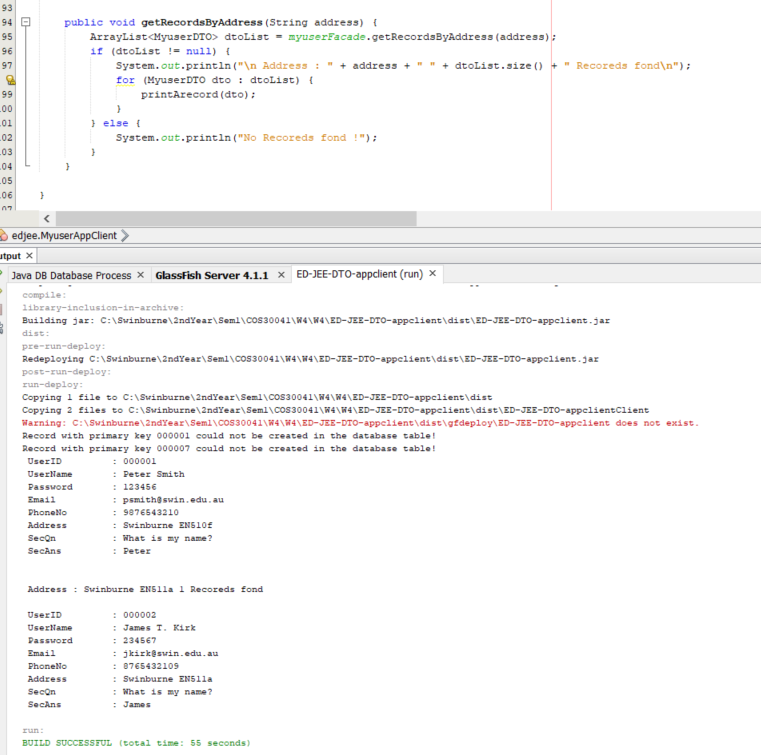 93
94 public void getRecordsByAddress(String address) {
95 ArrayList<MyuserDTO> dtoList = myuserFacade.getRecordsByAddress(address);
96 if (dtoList != null) {
97 System.out.println("\n Address : " + address + " " + dtoList.size() + " Recoreds fond\n");
for (MyuserDTO dto : dtoList) {
99 printArecord(dto);
00 }
01 } else {
02 System.out.println("No Recoreds fond !");
03 }
04 }
05
06 }
07
edjee.MyuserAppClient
utput ×
Java DB Database Process × GlassFish Server 4.1.1 × ED-JEE-DTO-appclient (run) ×
compile:
library-inclusion-in-archive:
Building jar: C:\Swinburne\2ndYear\Sem1\COS30041\W4\W4\ED-JEE-DTO-appclient\dist\ED-JEE-DTO-appclient.jar
dist:
pre-run-deploy:
Redeploying C:\Swinburne\2ndYear\Sem1\COS30041\W4\W4\ED-JEE-DTO-appclient\dist\ED-JEE-DTO-appclient.jar
post-run-deploy:
run-deploy:
Copying 1 file to C:\Swinburne\2ndYear\Sem1\COS30041\W4\W4\ED-JEE-DTO-appclient\dist
Copying 2 files to C:\Swinburne\2ndYear\Sem1\COS30041\W4\W4\ED-JEE-DTO-appclient\dist\ED-JEE-DTO-appclientClient
Warning: C:\Swinburne\2ndYear\Sem1\COS30041\W4\W4\ED-JEE-DTO-appclient\dist\gfdeploy\ED-JEE-DTO-appclient does not exist.
Record with primary key 000001 could not be created in the database table!
Record with primary key 000007 could not be created in the database table!
UserID : 000001
UserName : Peter Smith
Password : 123456
Email : psmith@swin.edu.au
PhoneNo : 9876543210
Address : Swinburne EN510f
SecQn : What is my name?
SecAns : Peter
Address : Swinburne EN511a 1 Recoreds fond
UserID : 000002
UserName : James T. Kirk
Password : 234567
Email : jkirk@swin.edu.au
PhoneNo : 8765432109
Address : Swinburne EN511a
SecQn : What is my name?
SecAns : James
run:
BUILD SUCCESSFUL (total time: 55 seconds)